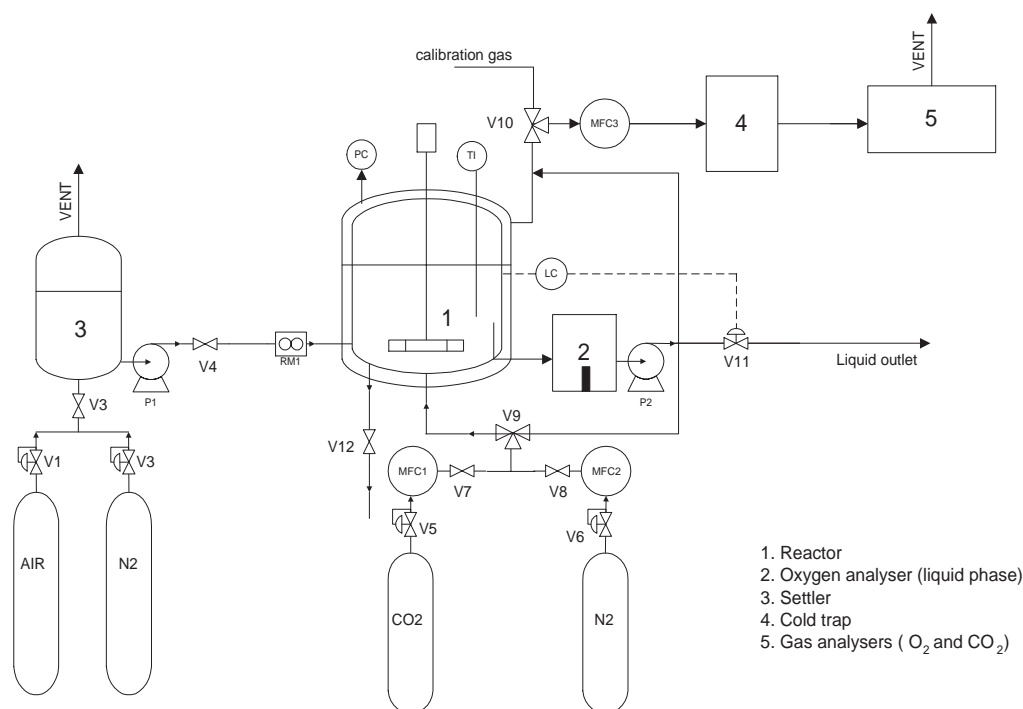 calibration gas
VENT
VENT
V10
MFC3
4
5
PC
TI
LC
3
1
2
P1
V4
RM1
P2
V11
Liquid outlet
V3
V1
V3
V12
V9
MFC1
V7
V8
MFC2
V5
V6
AIR
N2
CO2
N2
1. Reactor
2. Oxygen analyser (liquid phase)
3. Settler
4. Cold trap
5. Gas analysers ( O2 and CO2)